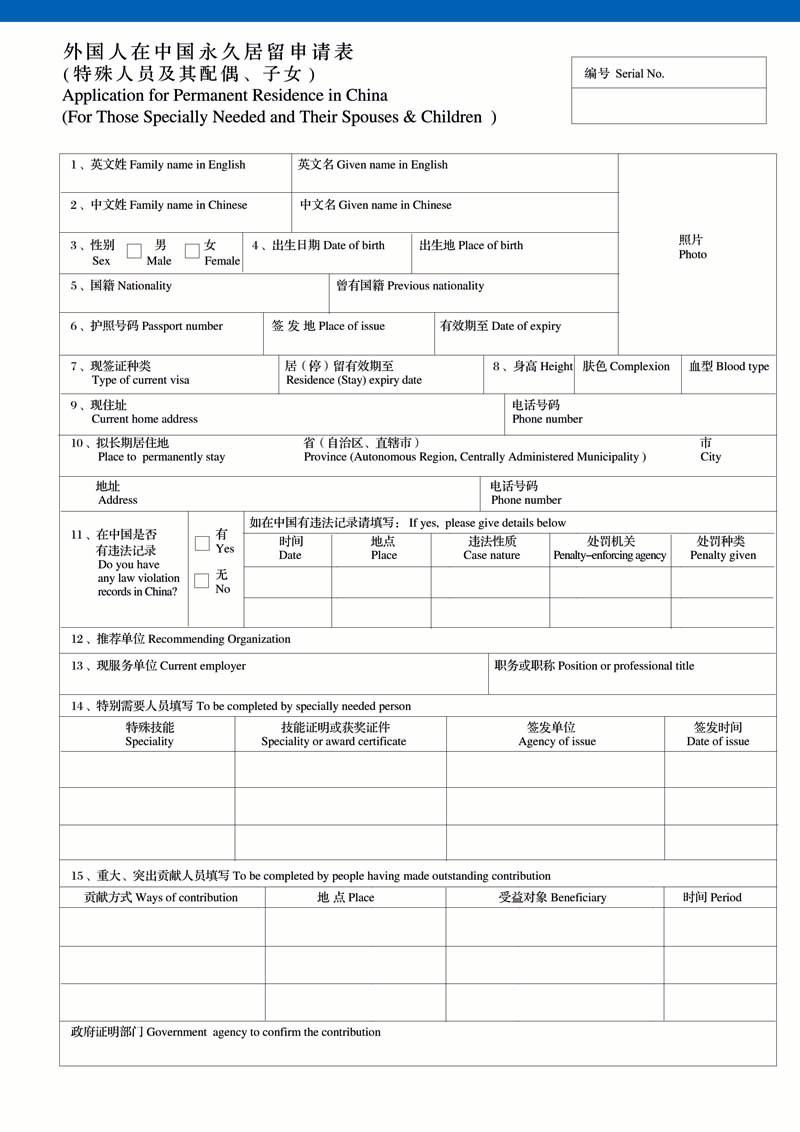 外国人在中国永久居留申请表
(特殊人员及其配偶、子女)
Application for Permanent Residence in China
(For Those Specially Needed and Their Spouses & Children )
编号 Serial No.
1、英文姓 Family name in English
英文名 Given name in English
2、中文姓 Family name in Chinese
中文名 Given name in Chinese
照片
Photo
3、性别 男 女
Sex Male Female
4、出生日期 Date of birth
出生地 Place of birth
5、国籍 Nationality
曾有国籍 Previous nationality
6、护照号码 Passport number
签 发 地 Place of issue
有效期至 Date of expiry
7、现签证种类
Type of current visa
居(停)留有效期至
Residence (Stay) expiry date
8、身高 Height
肤色 Complexion
血型 Blood type
9、现住址
Current home address
电话号码
Phone number
10、拟长期居住地 省(自治区、直辖市) 市
Place to permanently stay Province (Autonomous Region, Centrally Administered Municipality ) City
地址
Address
电话号码
Phone number
11、在中国是否
有违法记录
Do you have
any law violation
records in China?
有
Yes
无
No
如在中国有违法记录请填写: If yes, please give details below
时间 地点 违法性质 处罚机关 处罚种类
Date Place Case nature Penalty-enforcing agency Penalty given
12、推荐单位 Recommending Organization
13、现服务单位 Current employer
职务或职称 Position or professional title
14、特别需要人员填写 To be completed by specially needed person
特殊技能 技能证明或获奖证件 签发单位 签发时间
Speciality Speciality or award certificate Agency of issue Date of issue
15、重大、突出贡献人员填写 To be completed by people having made outstanding contribution
贡献方式 Ways of contribution 地 点 Place 受益对象 Beneficiary 时间 Period
政府证明部门 Government agency to confirm the contribution